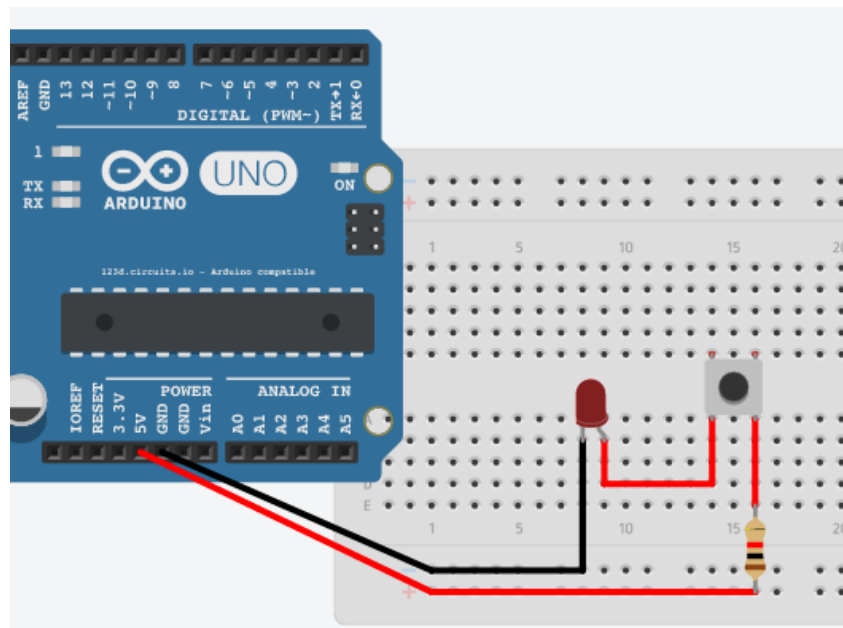 AREF
GND
13
12
~11
~10
~9
8
7
~6
~5
4
~3
2
TX→1
RX←0
DIGITAL (PWM~)
1
TX
RX
ARDUINO
UNO
ON
- +
+
1 5 10 15 20
123d.circuits.io - Arduino compatible
IOREF
RESET
3.3V
5V
GND
GND
Vin
POWER
ANALOG IN
A0
A1
A2
A3
A4
A5
D
E
1 5 10 15 20
-
+